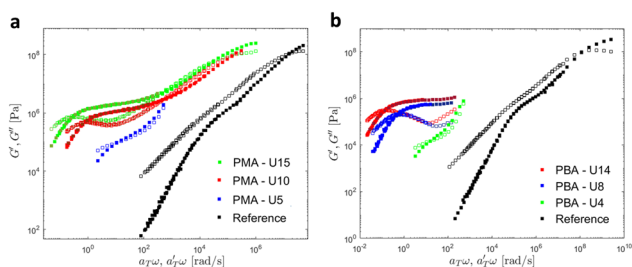 a
b
G', G'' [Pa]
10^8
10^6
10^4
10^2
10^0
10^2
10^4
10^6
a_Tω, a'_Tω [rad/s]
PMA - U15
PMA - U10
PMA - U5
Reference
G', G'' [Pa]
10^8
10^6
10^4
10^2
10^0
10^-2
10^0
10^2
10^4
10^6
10^8
10^10
a_Tω, a'_Tω [rad/s]
PBA - U14
PBA - U8
PBA - U4
Reference